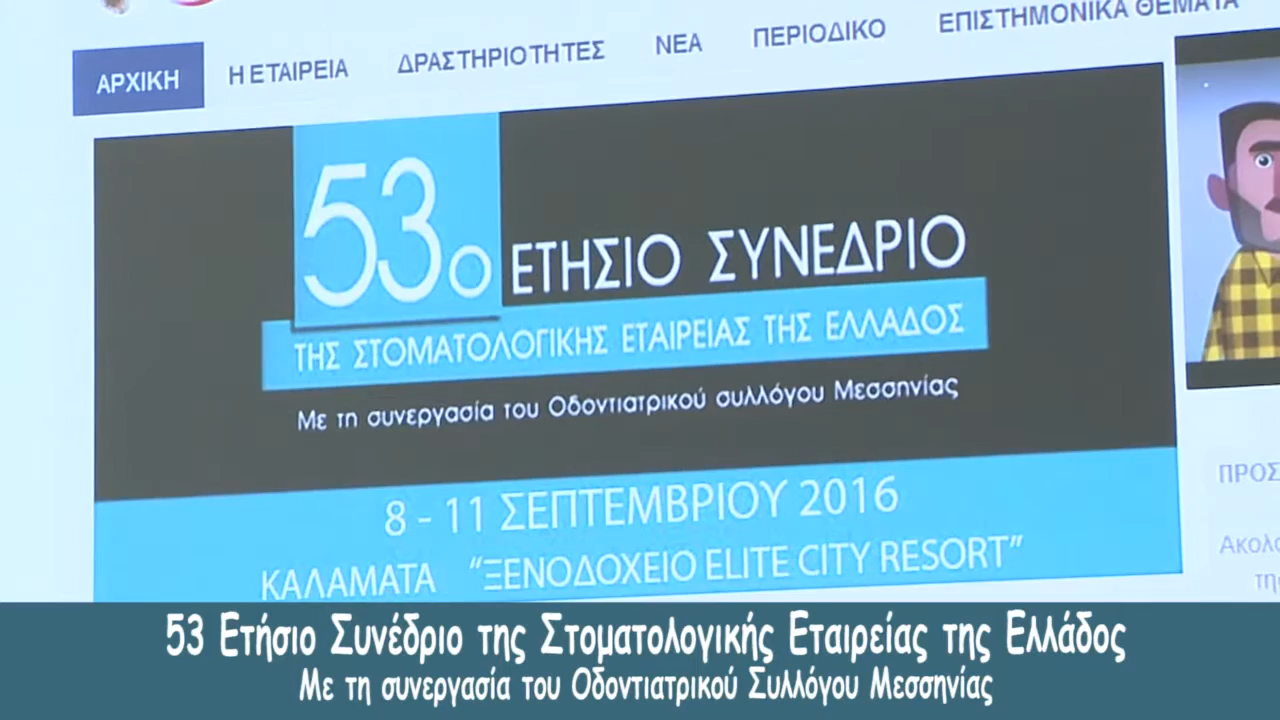 ΑΡΧΙΚΗ Η ΕΤΑΙΡΕΙΑ ΔΡΑΣΤΗΡΙΟΤΗΤΕΣ ΝΕΑ ΠΕΡΙΟΔΙΚΟ ΕΠΙΣΤΗΜΟΝΙΚΑ ΘΕΜΑΤΑ
53ο ΕΤΗΣΙΟ ΣΥΝΕΔΡΙΟ
ΤΗΣ ΣΤΟΜΑΤΟΛΟΓΙΚΗΣ ΕΤΑΙΡΕΙΑΣ ΤΗΣ ΕΛΛΑΔΟΣ
Με τη συνεργασία του Οδοντιατρικού συλλόγου Μεσσηνίας
8 - 11 ΣΕΠΤΕΜΒΡΙΟΥ 2016
ΚΑΛΑΜΑΤΑ “ΞΕΝΟΔΟΧΕΙΟ ELITE CITY RESORT”
53 Ετήσιο Συνέδριο της Στοματολογικής Εταιρείας της Ελλάδος
Με τη συνεργασία του Οδοντιατρικού Συλλόγου Μεσσηνίας